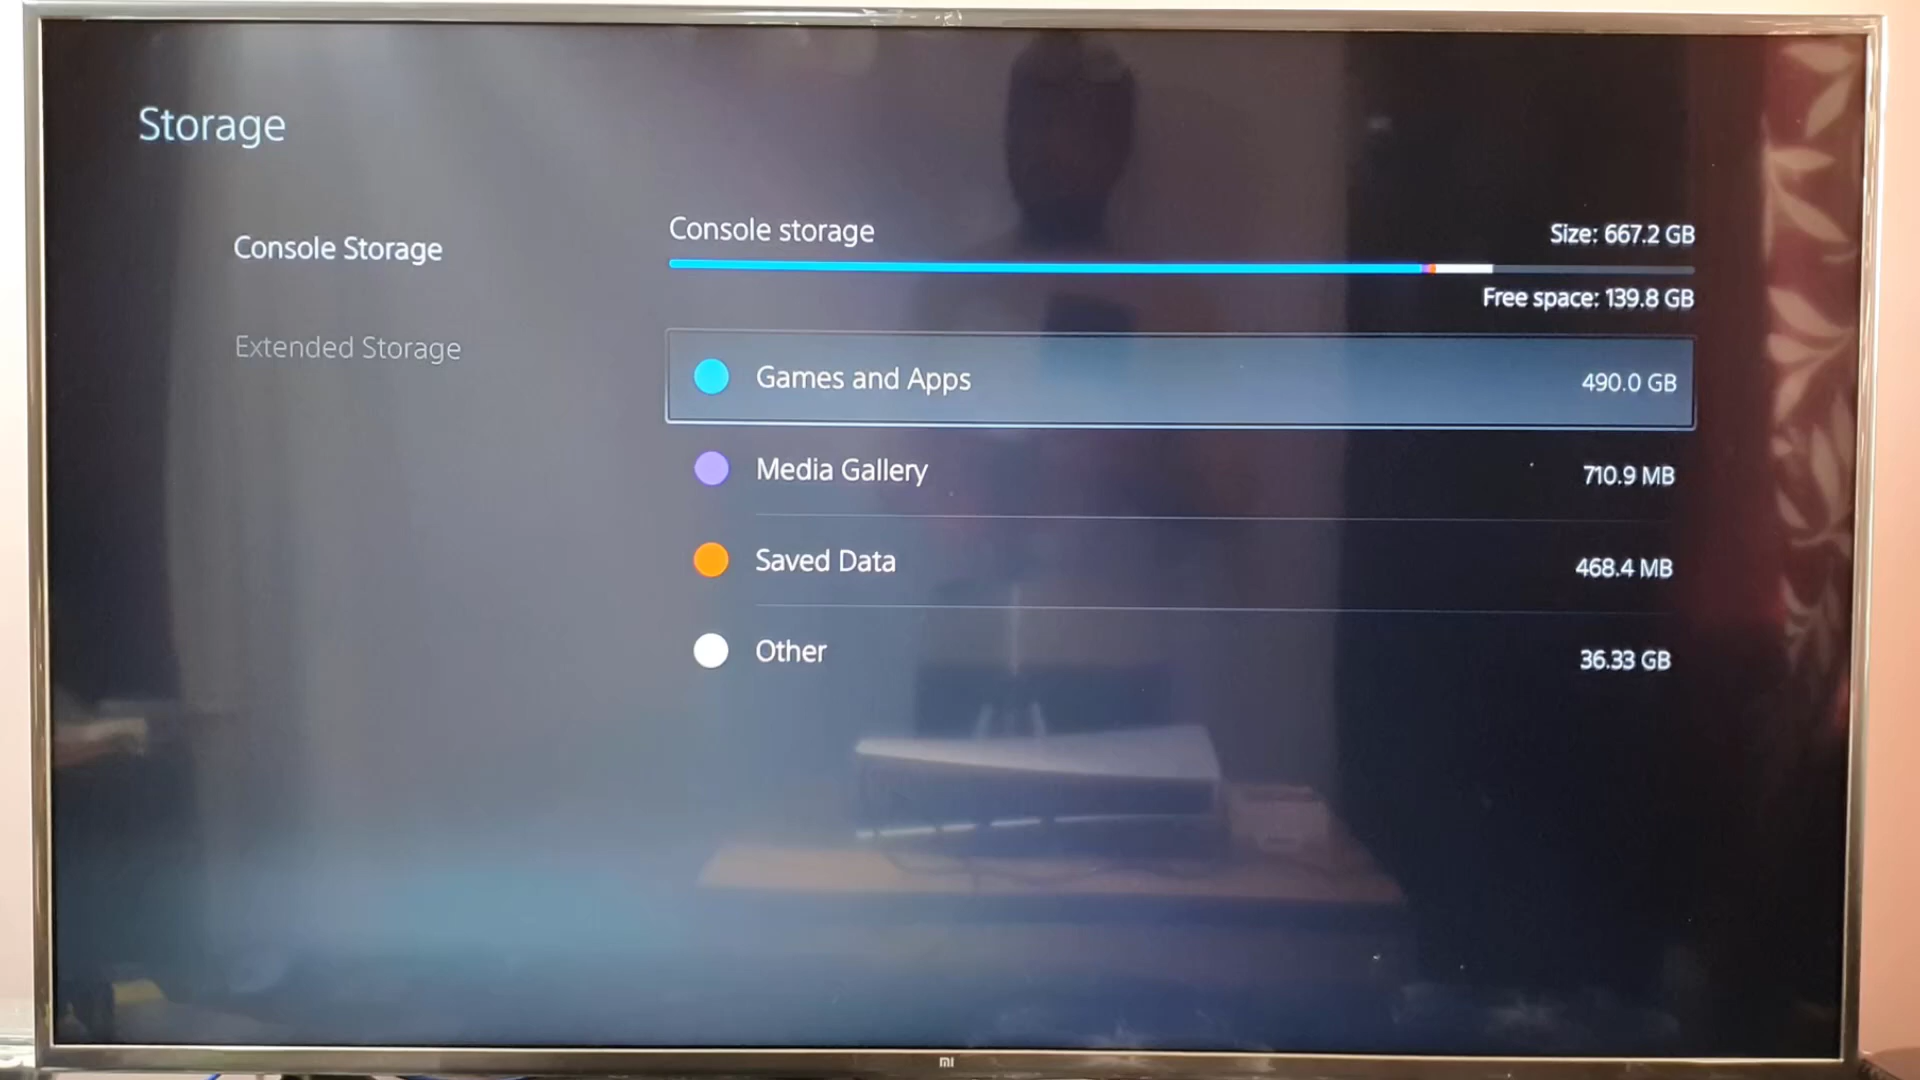 Storage
Console Storage
Extended Storage
Console storage
Size: 667.2 GB
Free space: 139.8 GB
Games and Apps 490.0 GB
Media Gallery 710.9 MB
Saved Data 468.4 MB
Other 36.33 GB
mi